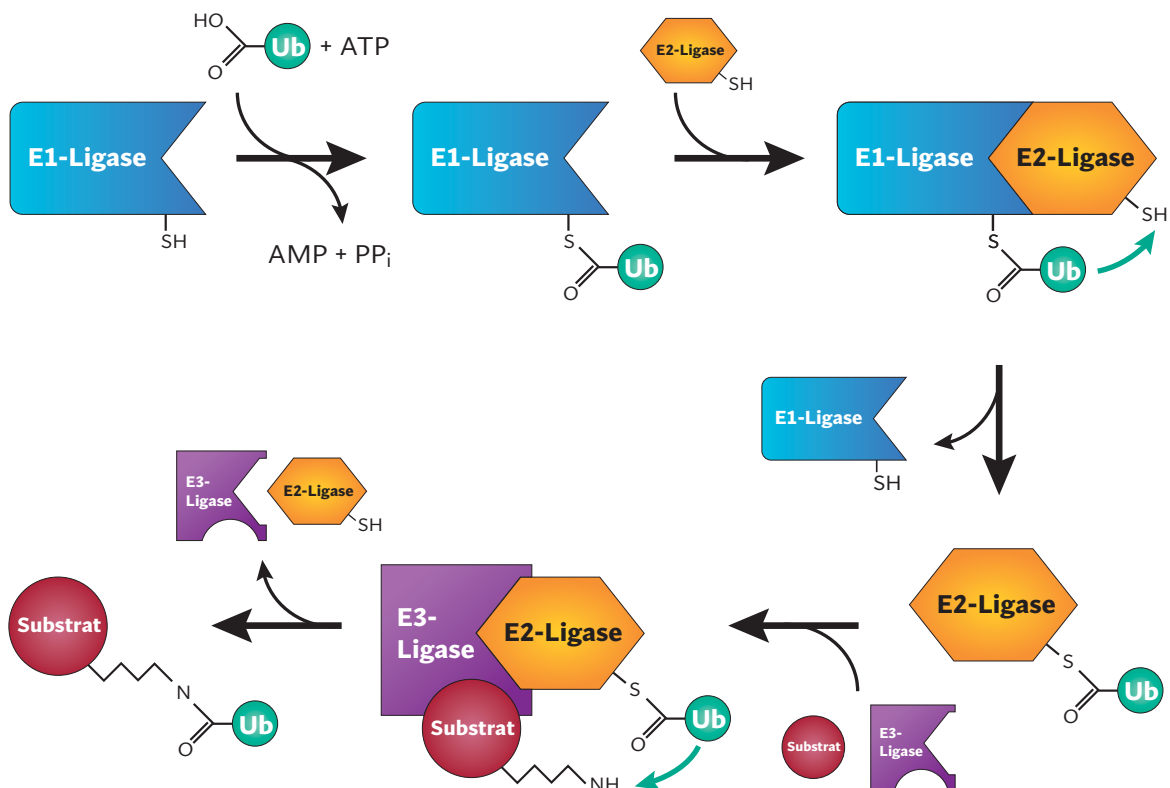 HO
O
Ub + ATP
E1-Ligase
SH
AMP + PPi
E1-Ligase
S
O
Ub
E2-Ligase
SH
E1-Ligase
E2-Ligase
SH
S
O
Ub
E1-Ligase
SH
E2-Ligase
S
O
Ub
Substrat
E3-
Ligase
E3-
Ligase
E2-Ligase
S
O
Ub
Substrat
NH
E3-
Ligase
E2-Ligase
SH
Substrat
N
O
Ub